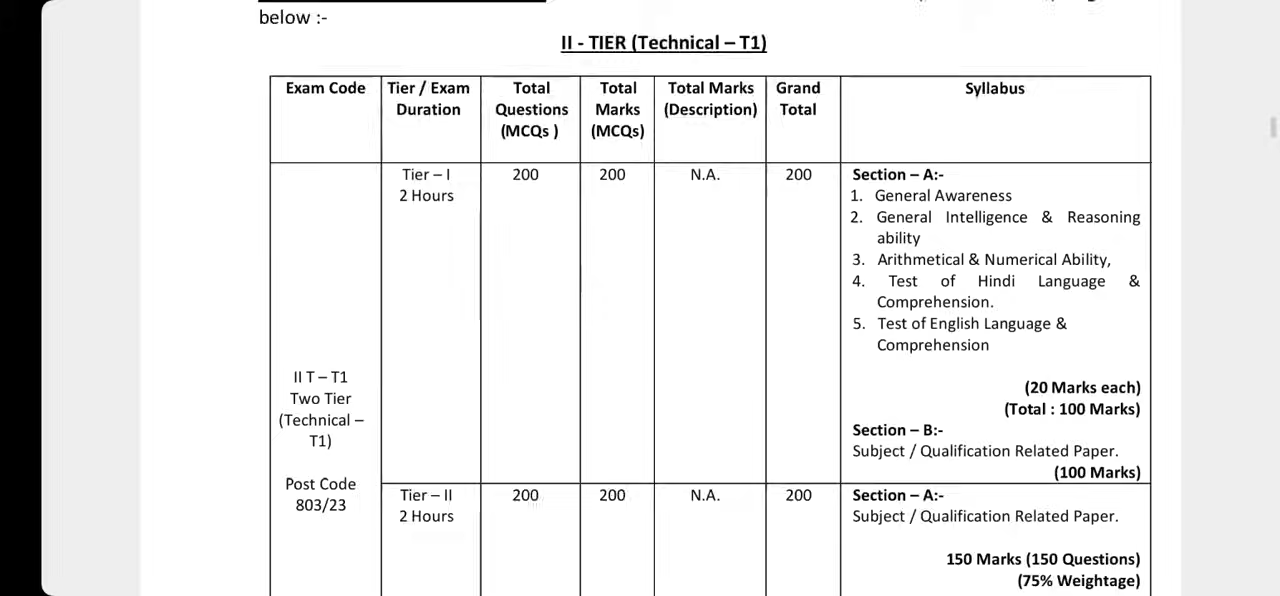 below :-
II - TIER (Technical – T1)
Exam Code
Tier / Exam
Duration
Total
Questions
(MCQs )
Total
Marks
(MCQs)
Total Marks
(Description)
Grand
Total
Syllabus
II T – T1
Two Tier
(Technical –
T1)
Post Code
803/23
Tier – I
2 Hours
200
200
N.A.
200
Section – A:-
1. General Awareness
2. General Intelligence & Reasoning
ability
3. Arithmetical & Numerical Ability,
4. Test of Hindi Language &
Comprehension.
5. Test of English Language &
Comprehension
(20 Marks each)
(Total : 100 Marks)
Section – B:-
Subject / Qualification Related Paper.
(100 Marks)
Tier – II
2 Hours
200
200
N.A.
200
Section – A:-
Subject / Qualification Related Paper.
150 Marks (150 Questions)
(75% Weightage)